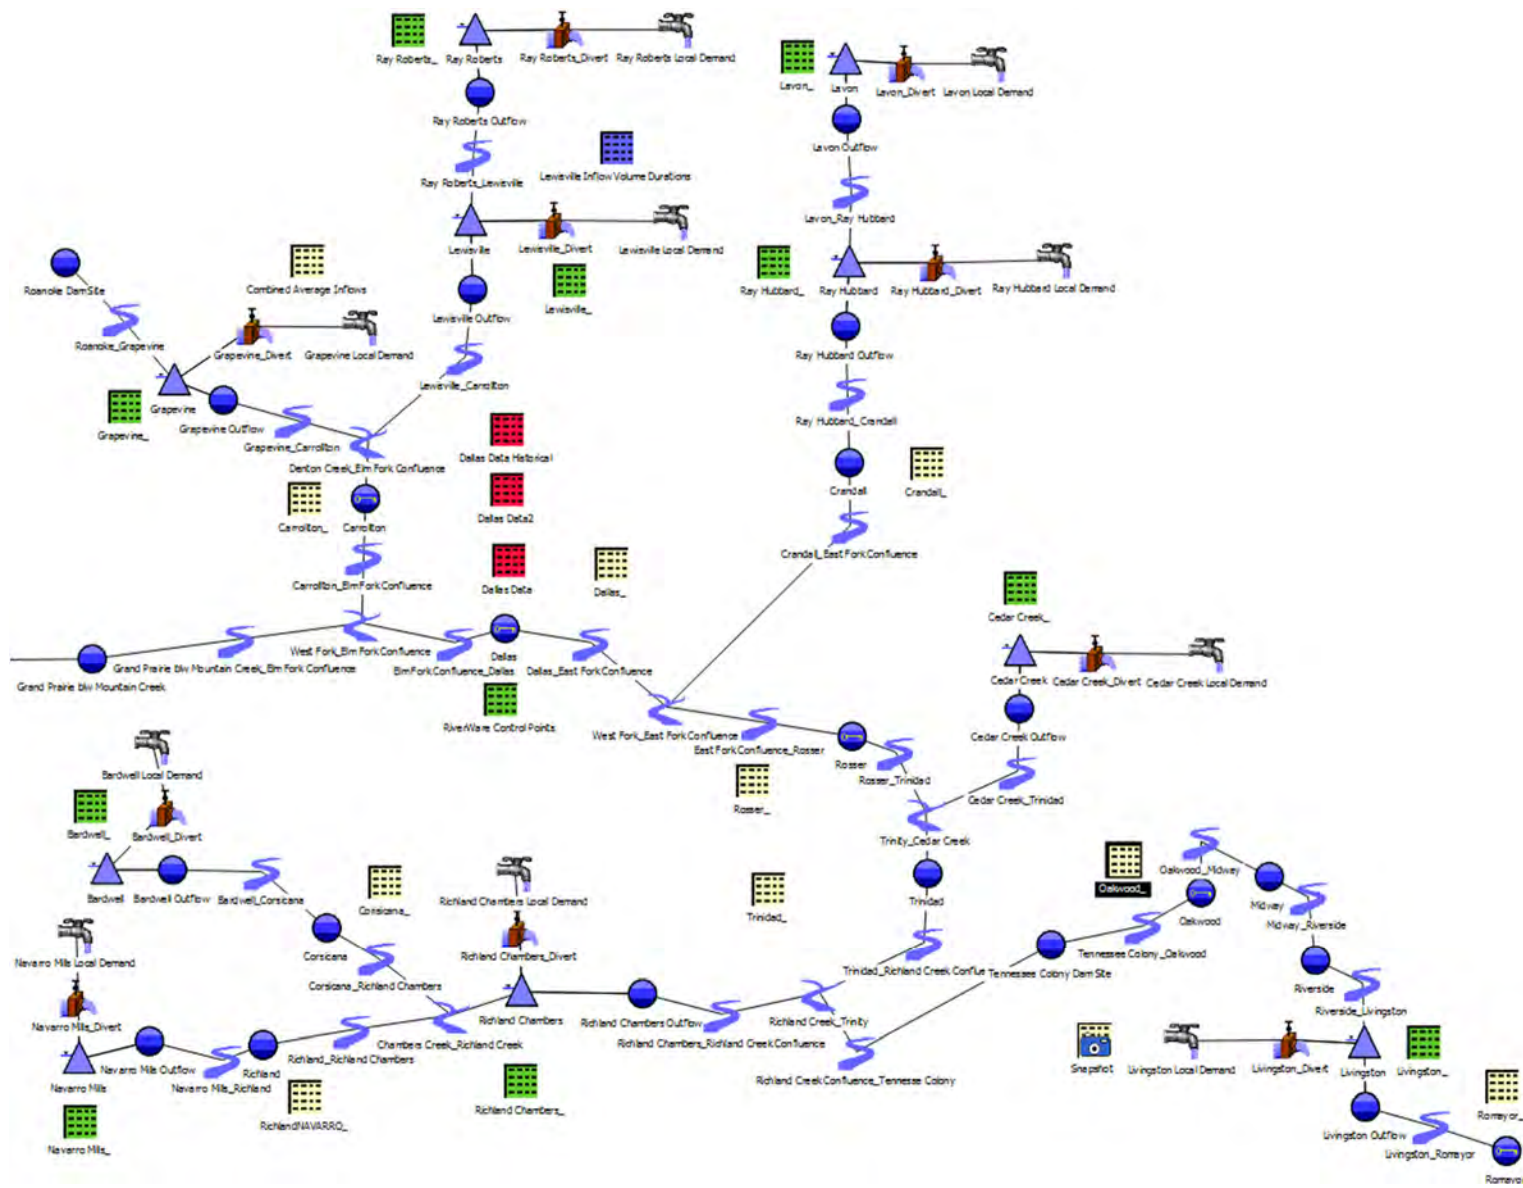 Ray Roberts_
Ray Roberts
Ray Roberts_Divert
Ray Roberts Local Demand
Lavon_
Lavon
Lavon_Divert
Lavon Local Demand
Ray Roberts Outflow
Lavon Outflow
Ray Roberts_Lewisville
Lewisville Inflow Volume Durations
Lavon_Ray Hubbard
Lewisville
Lewisville_Divert
Lewisville Local Demand
Roanoke DamSite
Combined Average Inflows
Lewisville_
Ray Hubbard_
Ray Hubbard
Ray Hubbard_Divert
Ray Hubbard Local Demand
Lewisville Outflow
Roanoke_Grapevine
Grapevine_Divert
Grapevine Local Demand
Ray Hubbard Outflow
Lewisville_Carrollton
Grapevine
Grapevine_
Grapevine Outflow
Grapevine_Carrollton
Ray Hubbard_Crandall
Denton Creek_Elm Fork Confluence
Dallas Data Historical
Crandall
Crandall_
Carrollton_
Carrollton
Dallas Data2
Crandall_East Fork Confluence
Carrollton_Elm Fork Confluence
Dallas Data
Dallas_
Cedar Creek_
West Fork_Elm Fork Confluence
Dallas
Grand Prairie blw Mountain Creek_Elm Fork Confluence
Elm Fork Confluence_Dallas
Dallas_East Fork Confluence
Grand Prairie blw Mountain Creek
Cedar Creek
Cedar Creek_Divert
Cedar Creek Local Demand
RiverWare Control Points
West Fork_East Fork Confluence
East Fork Confluence_Rosser
Rosser
Cedar Creek Outflow
Bardwell Local Demand
Rosser_Trinidad
Rosser_
Cedar Creek_Trinidad
Bardwell_
Bardwell_Divert
Trinity_Cedar Creek
Bardwell
Bardwell Outflow
Bardwell_Corsicana
Corsicana_
Richland Chambers Local Demand
Trinidad_
Trinidad
Oakwood_
Oakwood_Midway
Oakwood
Midway
Midway_Riverside
Navarro Mills Local Demand
Corsicana
Richland Chambers_Divert
Tennessee Colony_Oakwood
Corsicana_Richland Chambers
Trinidad_Richland Creek Conflue
Tennessee Colony Dam Site
Riverside
Navarro Mills_Divert
Richland Chambers
Richland Chambers Outflow
Richland Creek_Trinity
Riverside_Livingston
Chambers Creek_Richland Creek
Richland Chambers_Richland Creek Confluence
Navarro Mills
Navarro Mills Outflow
Navarro Mills_Richland
Richland
Richland_Richland Chambers
Richland Creek Confluence_Tennesse Colony
Snapshot
Livingston Local Demand
Livingston_Divert
Livingston
Livingston_
Navarro Mills_
RichlandNAVARRO_
Richland Chambers_
Romayor_
Livingston Outflow
Livingston_Romayor
Romayor